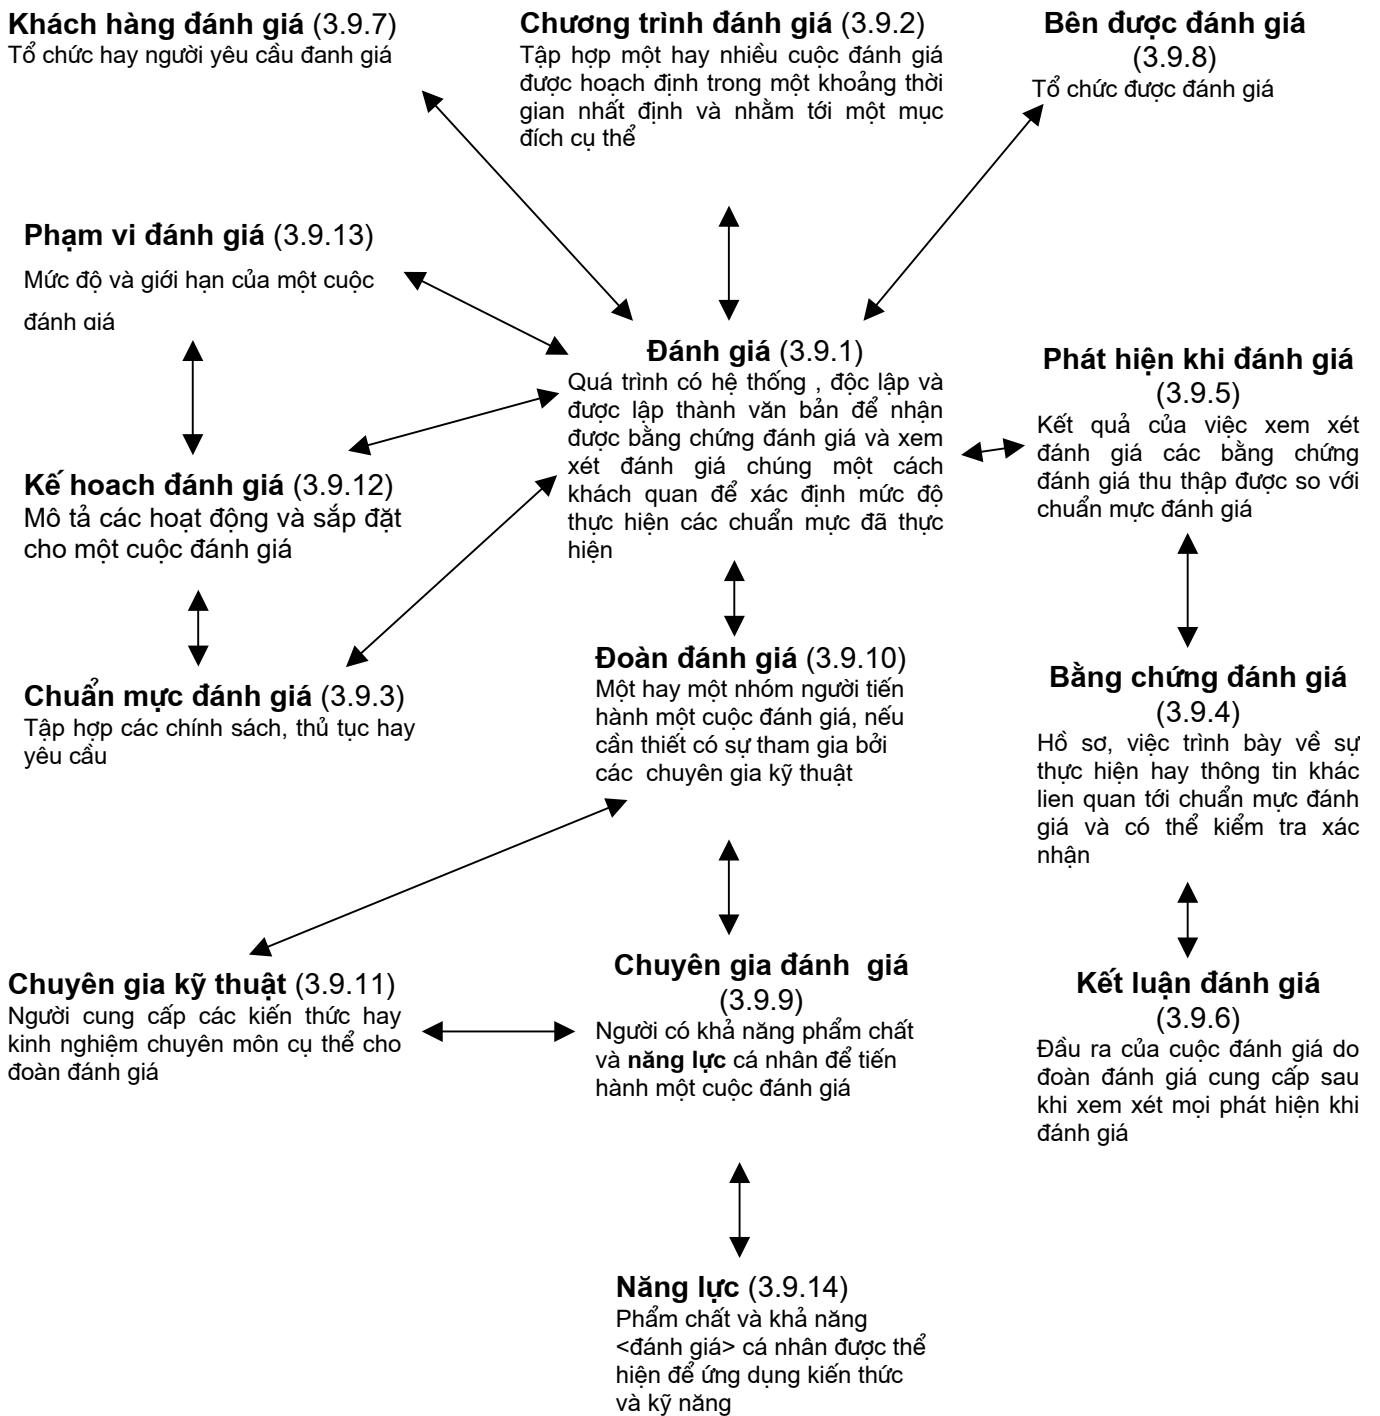 Khách hàng đánh giá (3.9.7)
Tổ chức hay người yêu cầu đanh giá
Chương trình đánh giá (3.9.2)
Tập hợp một hay nhiều cuộc đánh giá
được hoạch định trong một khoảng thời
gian nhất định và nhằm tới một mục
đích cụ thể
Bên được đánh giá
(3.9.8)
Tổ chức được đánh giá
Phạm vi đánh giá (3.9.13)
Mức độ và giới hạn của một cuộc
đánh giá
Đánh giá (3.9.1)
Quá trình có hệ thống , độc lập và
được lập thành văn bản để nhận
được bằng chứng đánh giá và xem
xét đánh giá chúng một cách
khách quan để xác định mức độ
thực hiện các chuẩn mực đã thực
hiện
Phát hiện khi đánh giá
(3.9.5)
Kết quả của việc xem xét
đánh giá các bằng chứng
đánh giá thu thập được so với
chuẩn mực đánh giá
Kế hoach đánh giá (3.9.12)
Mô tả các hoạt động và sắp đặt
cho một cuộc đánh giá
Đoàn đánh giá (3.9.10)
Một hay một nhóm người tiến
hành một cuộc đánh giá, nếu
cần thiết có sự tham gia bởi
các  chuyên gia kỹ thuật
Bằng chứng đánh giá
(3.9.4)
Hồ sơ, việc trình bày về sự
thực hiện hay thông tin khác
lien quan tới chuẩn mực đánh
giá và có thể kiểm tra xác
nhận
Chuẩn mực đánh giá (3.9.3)
Tập hợp các chính sách, thủ tục hay
yêu cầu
Chuyên gia kỹ thuật (3.9.11)
Người cung cấp các kiến thức hay
kinh nghiệm chuyên môn cụ thể cho
đoàn đánh giá
Chuyên gia đánh  giá
(3.9.9)
Người có khả năng phẩm chất
và năng lực cá nhân để tiến
hành một cuộc đánh giá
Kết luận đánh giá
(3.9.6)
Đầu ra của cuộc đánh giá do
đoàn đánh giá cung cấp sau
khi xem xét mọi phát hiện khi
đánh giá
Năng lực (3.9.14)
Phẩm chất và khả năng
<đánh giá> cá nhân được thể
hiện để ứng dụng kiến thức
và kỹ năng